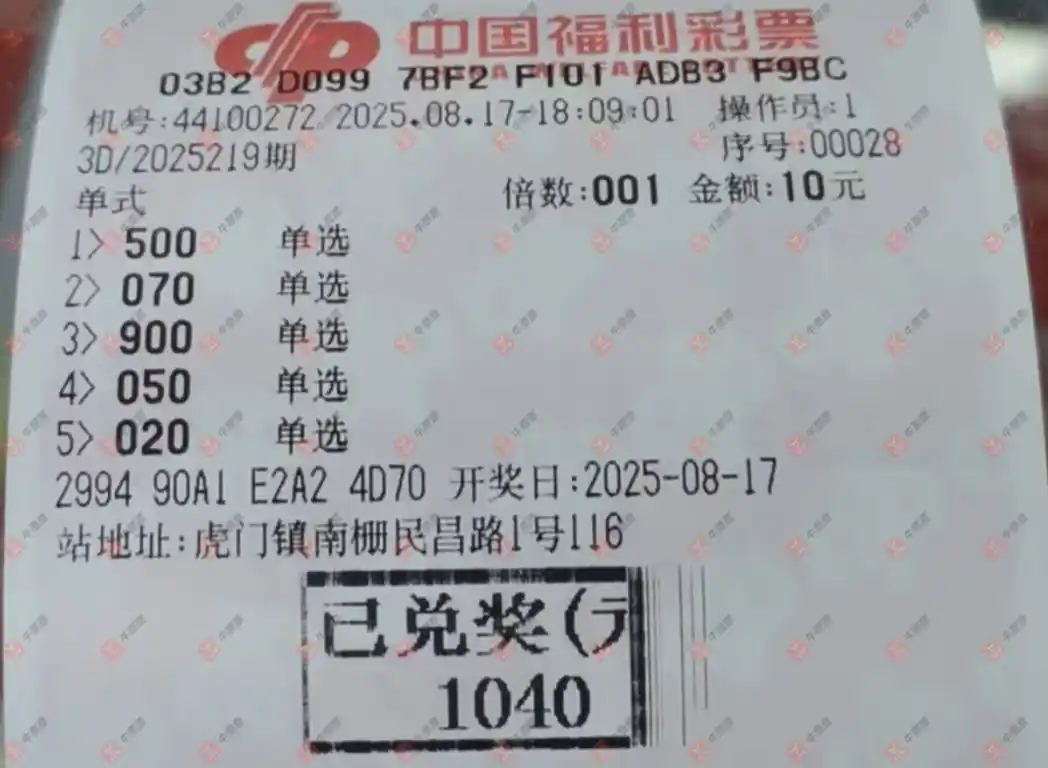 中国福利彩票
03B2 D099 7BF2 F101 ADB3 F9BC
机号:44100272 2025.08.17-18:09:01 操作员:1
3D/2025219期 序号:00028
单式 倍数:001 金额:10元
1> 500 单选
2> 070 单选
3> 900 单选
4> 050 单选
5> 020 单选
2994 90A1 E2A2 4D70 开奖日:2025-08-17
站地址:虎门镇南栅民昌路1号116
已兑奖(元
1040